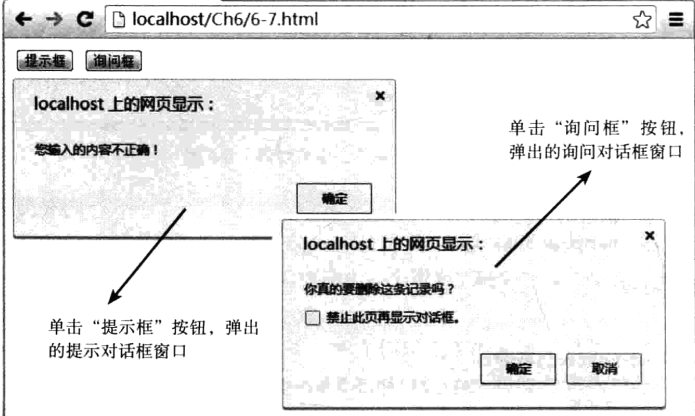 localhost/Ch6/6-7.html
提示框 询问框
localhost 上的网页显示：
您输入的内容不正确！
确定
单击“询问框”按钮，
弹出的询问对话框窗口
localhost 上的网页显示：
你真的要删除这条记录吗？
禁止此页再显示对话框。
确定 取消
单击“提示框”按钮，弹出
的提示对话框窗口